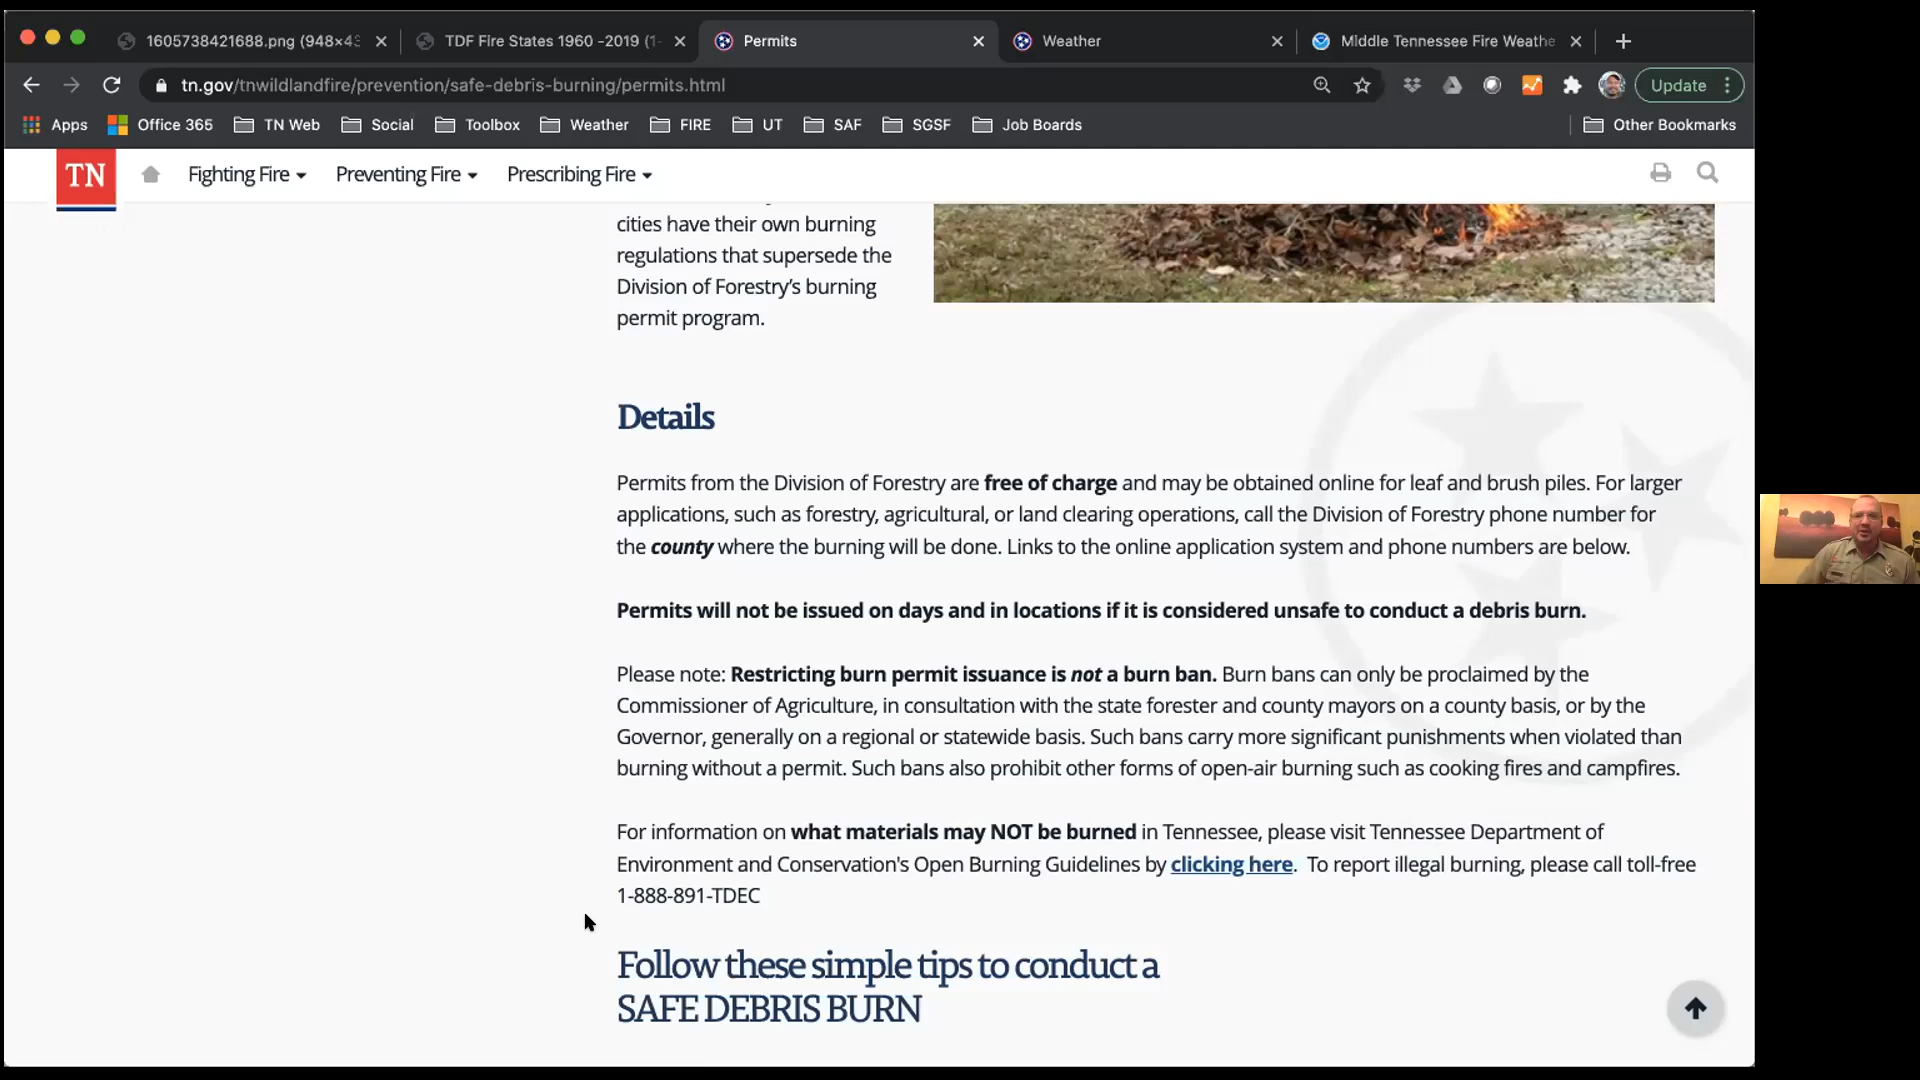 1605738421688.png (948×43
TDF Fire States 1960 -2019 (1-
Permits
Weather
Middle Tennessee Fire Weathe
tn.gov/tnwildlandfire/prevention/safe-debris-burning/permits.html
Update
Apps
Office 365
TN Web
Social
Toolbox
Weather
FIRE
UT
SAF
SGSF
Job Boards
Other Bookmarks
TN
Fighting Fire
Preventing Fire
Prescribing Fire
cities have their own burning
regulations that supersede the
Division of Forestry’s burning
permit program.
Details
Permits from the Division of Forestry are free of charge and may be obtained online for leaf and brush piles. For larger
applications, such as forestry, agricultural, or land clearing operations, call the Division of Forestry phone number for
the county where the burning will be done. Links to the online application system and phone numbers are below.
Permits will not be issued on days and in locations if it is considered unsafe to conduct a debris burn.
Please note: Restricting burn permit issuance is not a burn ban. Burn bans can only be proclaimed by the
Commissioner of Agriculture, in consultation with the state forester and county mayors on a county basis, or by the
Governor, generally on a regional or statewide basis. Such bans carry more significant punishments when violated than
burning without a permit. Such bans also prohibit other forms of open-air burning such as cooking fires and campfires.
For information on what materials may NOT be burned in Tennessee, please visit Tennessee Department of
Environment and Conservation's Open Burning Guidelines by clicking here. To report illegal burning, please call toll-free
1-888-891-TDEC
Follow these simple tips to conduct a
SAFE DEBRIS BURN